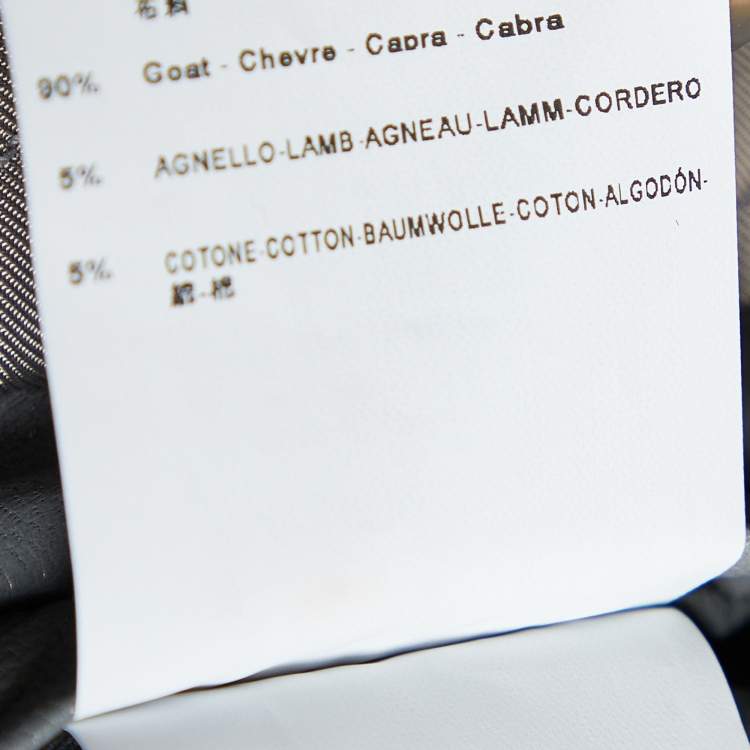 90% Goat - Chevre - Capra - Cabra
5% AGNELLO-LAMB-AGNEAU-LAMM-CORDERO
5% COTONE-COTTON-BAUMWOLLE-COTON-ALGODÓN-